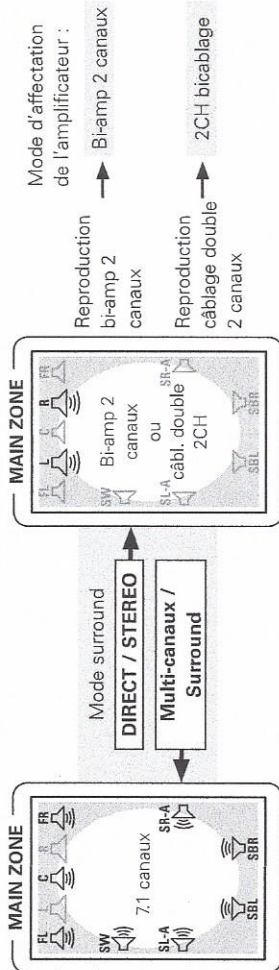 MAIN ZONE
FL L C R FR
SW
7.1 canaux
SL-A SR-A
SBL SBR
Mode surround
DIRECT / STEREO
Multi-canaux /
Surround
MAIN ZONE
FL L C R FR
SW
Bi-amp 2
canaux
ou
câbl. double
2CH
SL-A SR-A
SBL SBR
Mode d'affectation
de l'amplificateur :
Reproduction
bi-amp 2
canaux
Bi-amp 2 canaux
Reproduction
câblage double
2 canaux
2CH bicablage